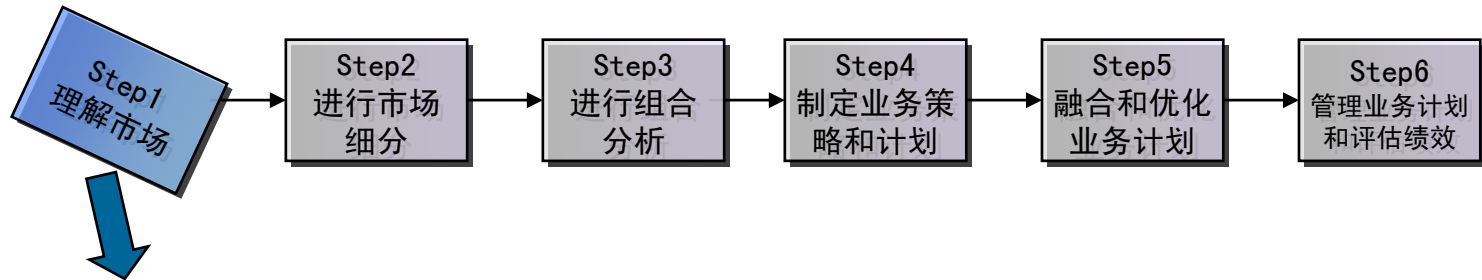 Step1
理解市场
Step2
进行市场
细分
Step3
进行组合
分析
Step4
制定业务策
略和计划
Step5
融合和优化
业务计划
Step6
管理业务计划
和评估绩效